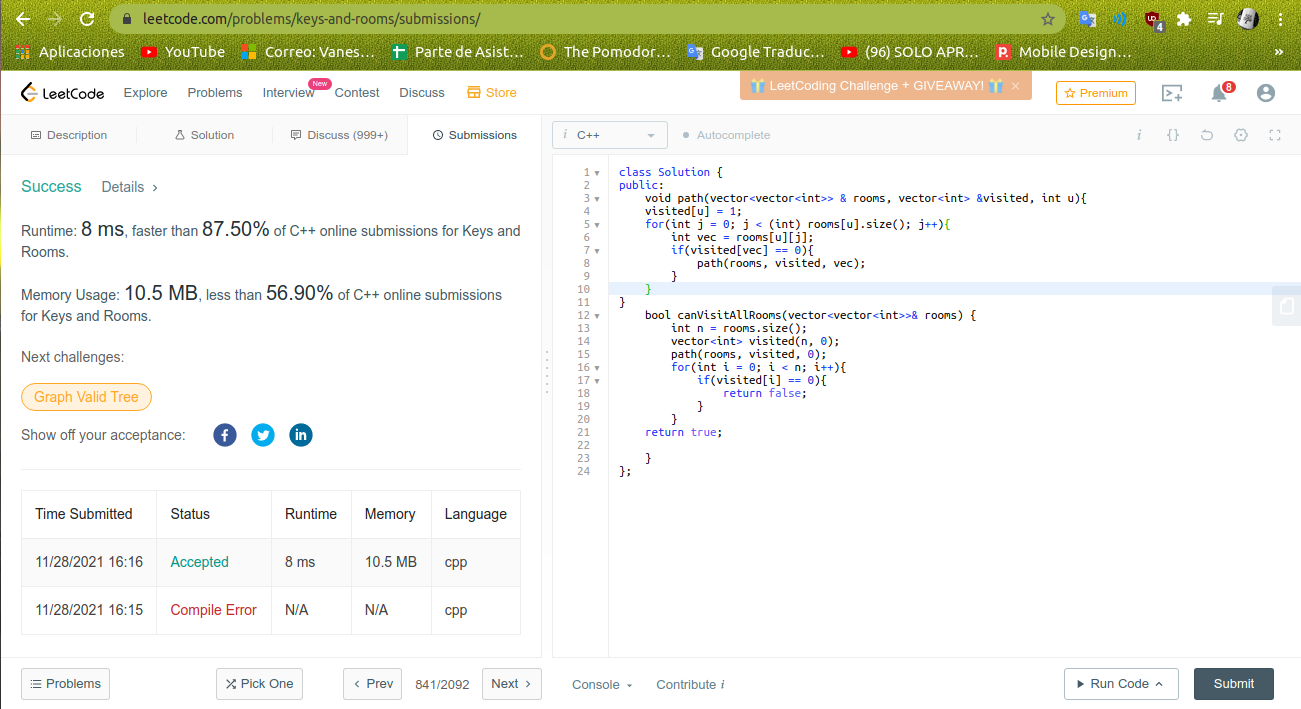 leetcode.com/problems/keys-and-rooms/submissions/
4
Aplicaciones YouTube Correo: Vanes... Parte de Asist... The Pomodor... Google Traduc... (96) SOLO APR... Mobile Design... »
LeetCode Explore Problems Interview New Contest Discuss Store
LeetCoding Challenge + GIVEAWAY! ×
Premium 8
Description Solution Discuss (999+) Submissions
i C++ Autocomplete i {}
Success Details ›
Runtime: 8 ms, faster than 87.50% of C++ online submissions for Keys and
Rooms.
Memory Usage: 10.5 MB, less than 56.90% of C++ online submissions
for Keys and Rooms.
Next challenges:
Graph Valid Tree
Show off your acceptance:
Time Submitted Status Runtime Memory Language
11/28/2021 16:16 Accepted 8 ms 10.5 MB cpp
11/28/2021 16:15 Compile Error N/A N/A cpp
1 class Solution {
2 public:
3 void path(vector<vector<int>> & rooms, vector<int> &visited, int u){
4 visited[u] = 1;
5 for(int j = 0; j < (int) rooms[u].size(); j++){
6 int vec = rooms[u][j];
7 if(visited[vec] == 0){
8 path(rooms, visited, vec);
9 }
10 }
11 }
12 bool canVisitAllRooms(vector<vector<int>>& rooms) {
13 int n = rooms.size();
14 vector<int> visited(n, 0);
15 path(rooms, visited, 0);
16 for(int i = 0; i < n; i++){
17 if(visited[i] == 0){
18 return false;
19 }
20 }
21 return true;
22
23 }
24 };
Problems Pick One ‹ Prev 841/2092 Next › Console Contribute i Run Code Submit